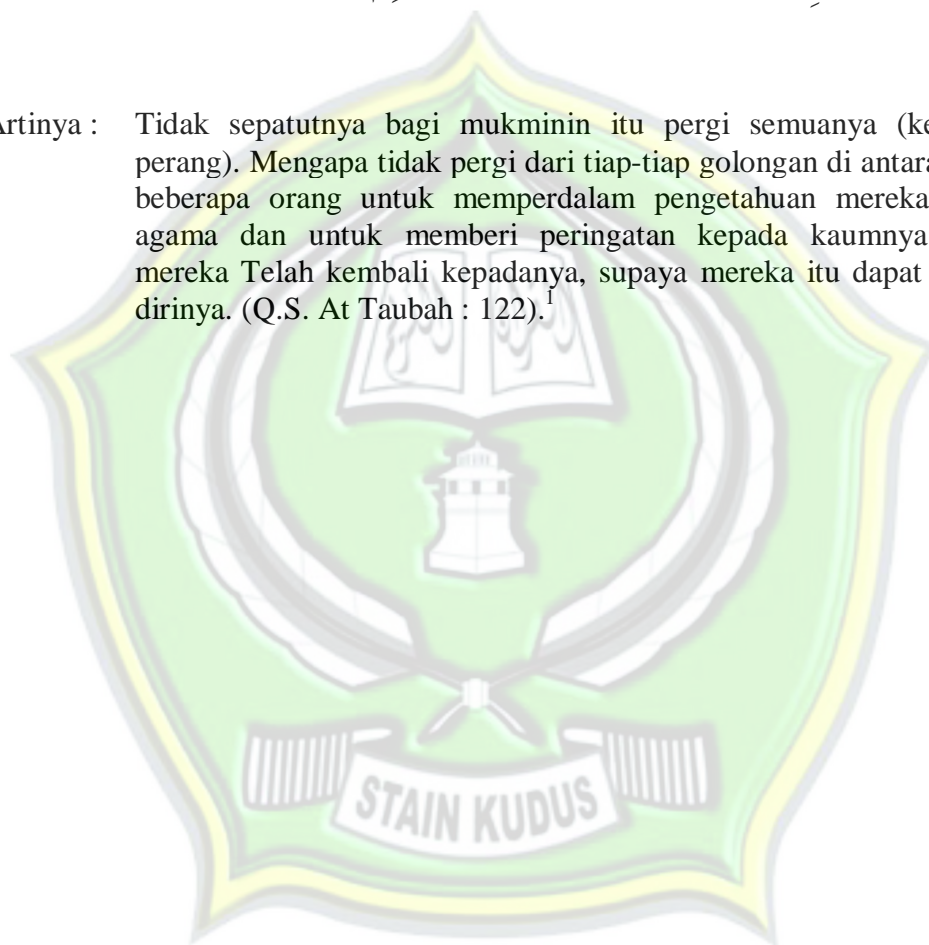 Artinya : Tidak sepatutnya bagi mukminin itu pergi semuanya (ke
perang). Mengapa tidak pergi dari tiap-tiap golongan di antara
beberapa orang untuk memperdalam pengetahuan mereka
agama dan untuk memberi peringatan kepada kaumnya
mereka Telah kembali kepadanya, supaya mereka itu dapat
dirinya. (Q.S. At Taubah : 122).1
STAIN KUDUS